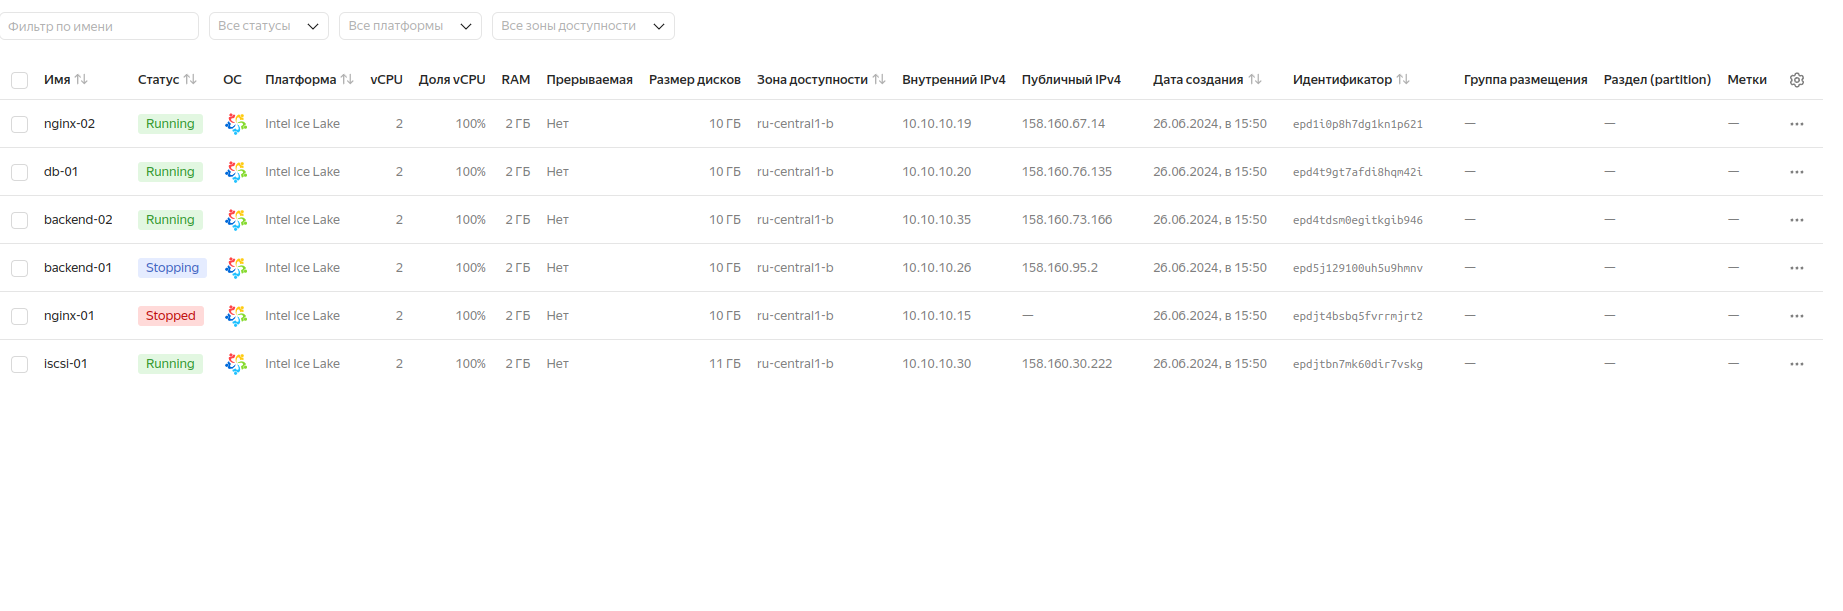 Фильтр по имени Все статусы Все платформы Все зоны доступности
Имя Статус ОС Платформа vCPU Доля vCPU RAM Прерываемая Размер дисков Зона доступности Внутренний IPv4 Публичный IPv4 Дата создания Идентификатор Группа размещения Раздел (partition) Метки
nginx-02 Running Intel Ice Lake 2 100% 2 ГБ Нет 10 ГБ ru-central1-b 10.10.10.19 158.160.67.14 26.06.2024, в 15:50 epd1i0p8h7dg1kn1p621 — — —
db-01 Running Intel Ice Lake 2 100% 2 ГБ Нет 10 ГБ ru-central1-b 10.10.10.20 158.160.76.135 26.06.2024, в 15:50 epd4t9gt7afdi8hqm42i — — —
backend-02 Running Intel Ice Lake 2 100% 2 ГБ Нет 10 ГБ ru-central1-b 10.10.10.35 158.160.73.166 26.06.2024, в 15:50 epd4tdsm0egitkgib946 — — —
backend-01 Stopping Intel Ice Lake 2 100% 2 ГБ Нет 10 ГБ ru-central1-b 10.10.10.26 158.160.95.2 26.06.2024, в 15:50 epd5j129100uh5u9hmnv — — —
nginx-01 Stopped Intel Ice Lake 2 100% 2 ГБ Нет 10 ГБ ru-central1-b 10.10.10.15 — 26.06.2024, в 15:50 epdjt4bsbq5fvrrmjrt2 — — —
iscsi-01 Running Intel Ice Lake 2 100% 2 ГБ Нет 11 ГБ ru-central1-b 10.10.10.30 158.160.30.222 26.06.2024, в 15:50 epdjtbn7mk60dir7vskg — — —